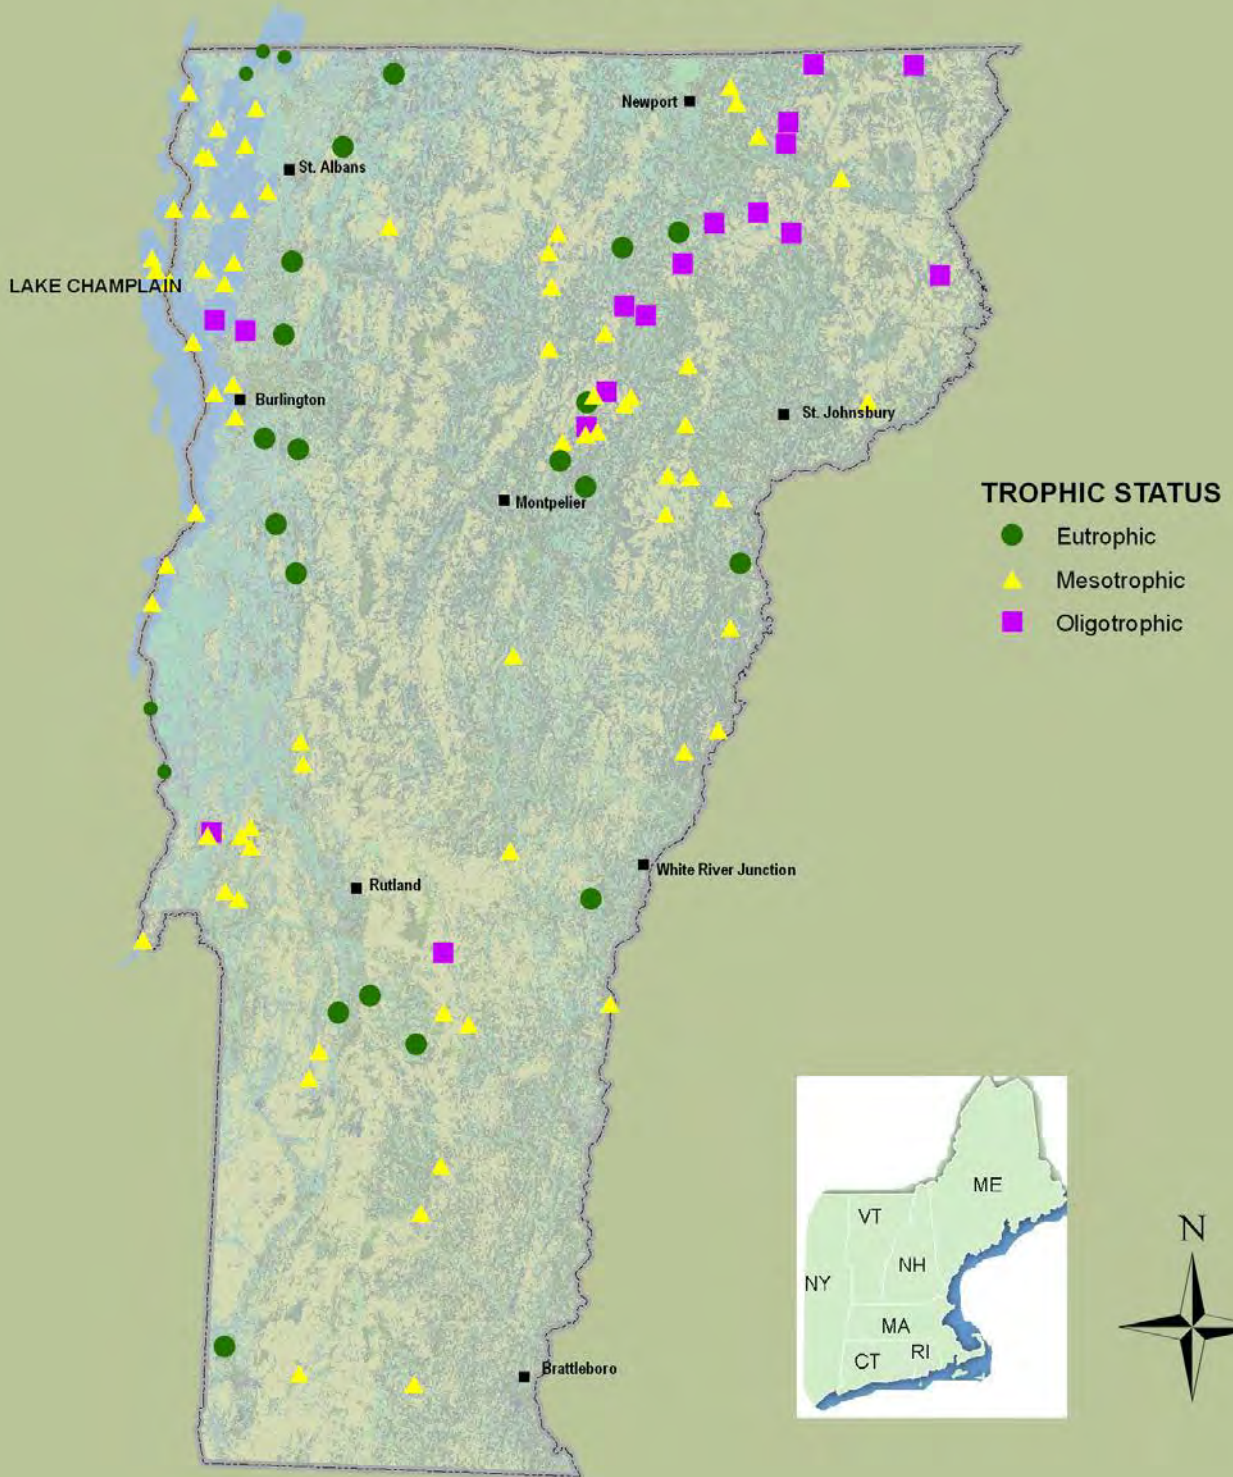 Newport
St. Albans
LAKE CHAMPLAIN
Burlington
St. Johnsbury
Montpelier
TROPHIC STATUS
Eutrophic
Mesotrophic
Oligotrophic
White River Junction
Rutland
ME
VT
N
NH
NY
MA
RI
CT
Brattleboro